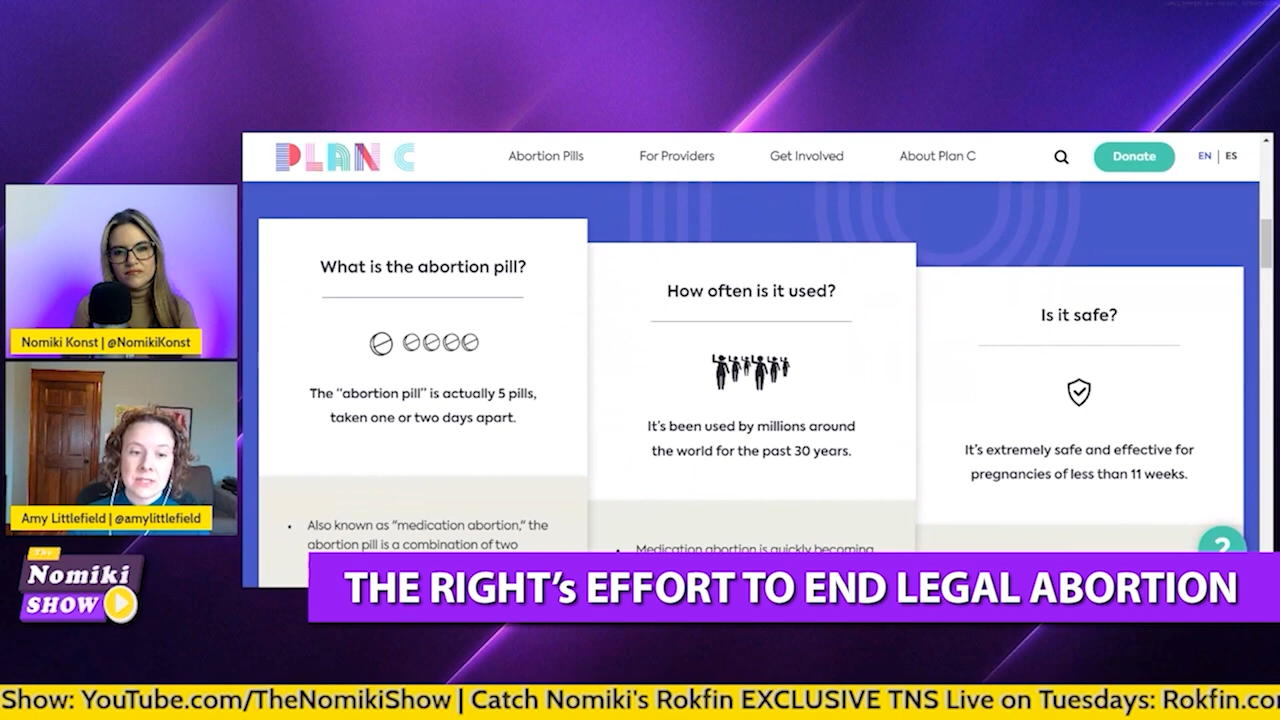 PLAN C
Abortion Pills
For Providers
Get Involved
About Plan C
Donate
EN | ES
What is the abortion pill?
The "abortion pill" is actually 5 pills,
taken one or two days apart.
• Also known as "medication abortion," the
abortion pill is a combination of two
How often is it used?
It's been used by millions around
the world for the past 30 years.
• Medication abortion is quickly becoming
Is it safe?
It's extremely safe and effective for
pregnancies of less than 11 weeks.
?
Nomiki Konst | @NomikiKonst
Amy Littlefield | @amylittlefield
The
Nomiki
SHOW
THE RIGHT's EFFORT TO END LEGAL ABORTION
Show: YouTube.com/TheNomikiShow | Catch Nomiki's Rokfin EXCLUSIVE TNS Live on Tuesdays: Rokfin.co